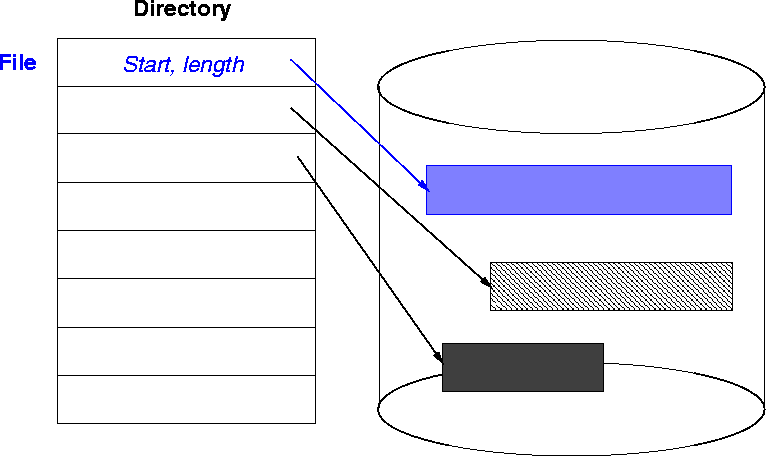 Directory
File
Start, length